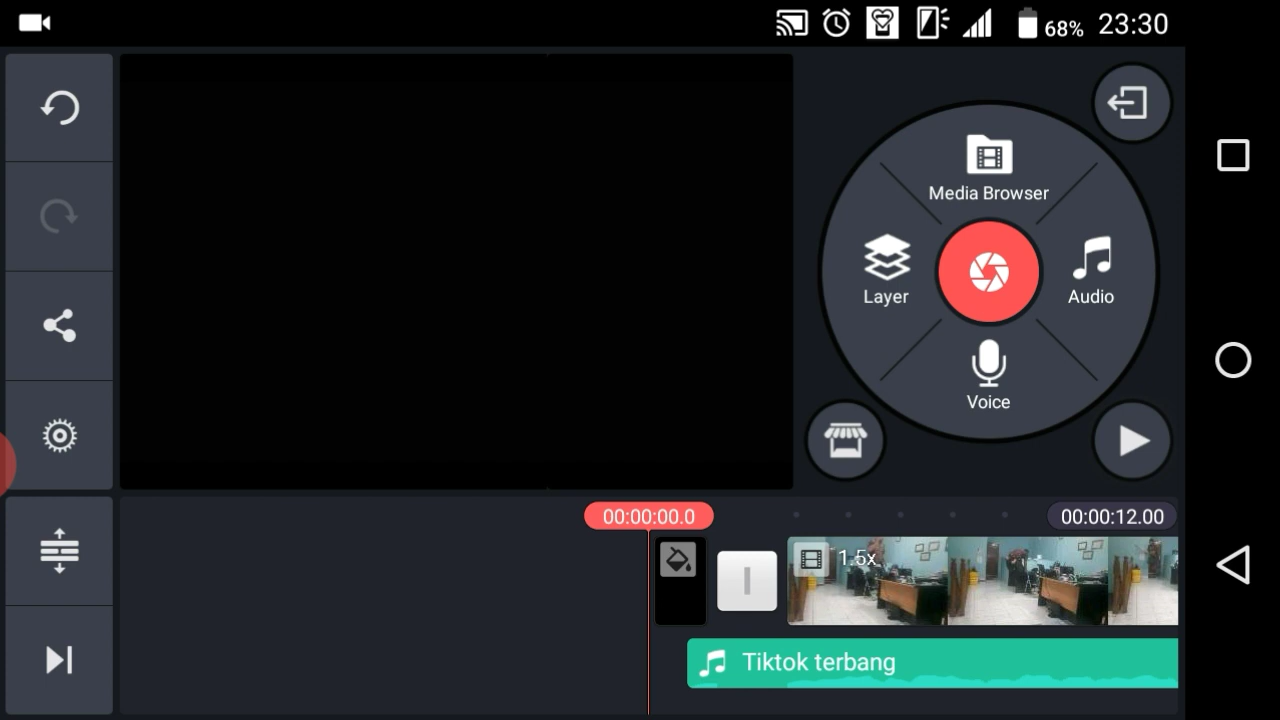 68% 23:30
Media Browser
Layer
Audio
Voice
00:00:00.0
00:00:12.00
1.5x
Tiktok terbang